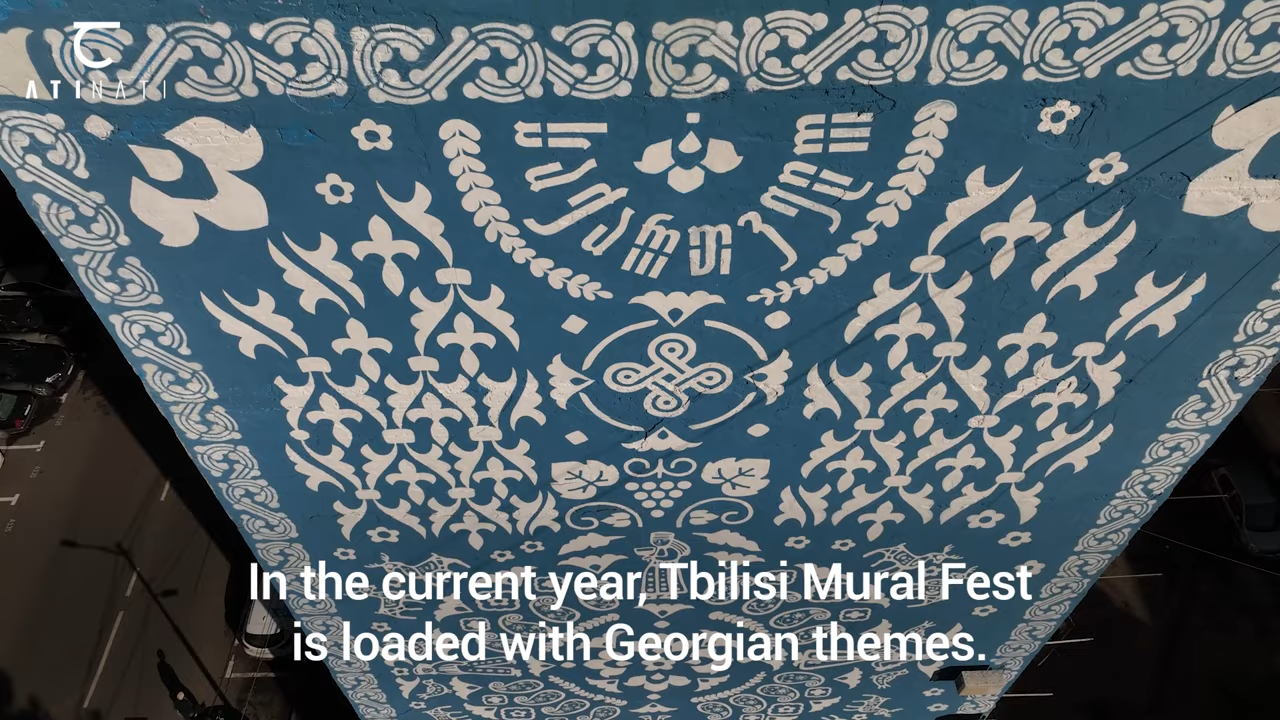 ATINATI
In the current year, Tbilisi Mural Fest
is loaded with Georgian themes.